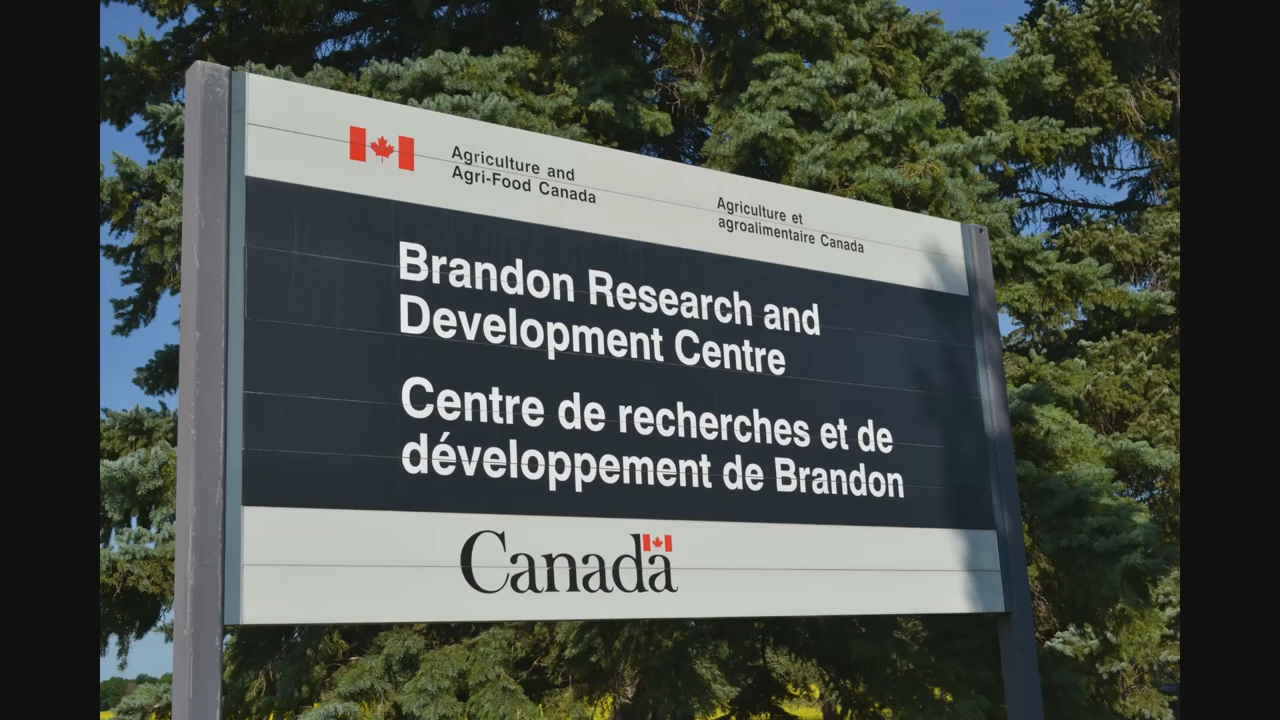 Agriculture and
Agri-Food Canada
Agriculture et
agroalimentaire Canada
Brandon Research and
Development Centre
Centre de recherches et de
développement de Brandon
Canada